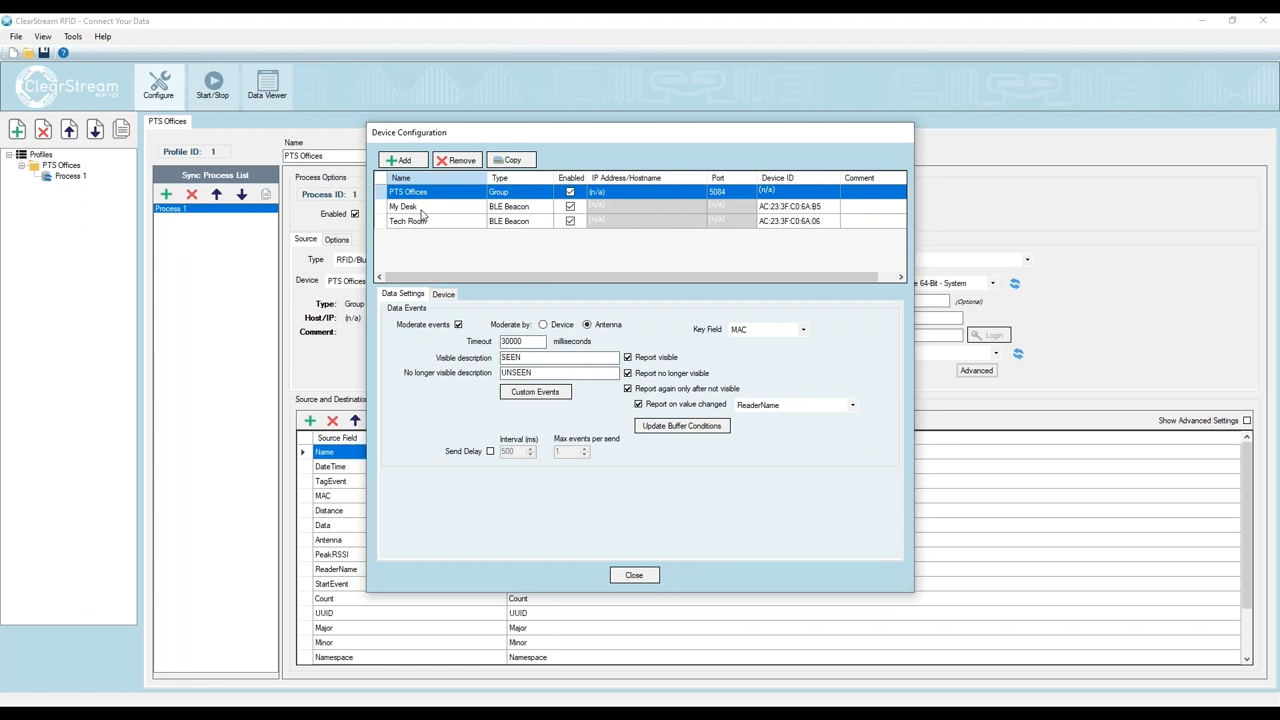 ClearStream RFID - Connect Your Data
File View Tools Help
ClearStream
RFID
Configure Start/Stop Data Viewer
Profiles
PTS Offices
Process 1
PTS Offices
Profile ID: 1
Sync Process List
Process 1
Name
PTS Offices
Process Options
Process ID: 1
Enabled
Source Options
Type RFID/Blu
Device PTS Offices
Type: Group
Host/IP: (n/a)
Comment:
Device Configuration
Add Remove Copy
Name Type Enabled IP Address/Hostname Port Device ID Comment
PTS Offices Group (n/a) 5084 (n/a)
My Desk BLE Beacon (n/a) (n/a) AC:23:3F:C0:6A:B5
Tech Room BLE Beacon (n/a) (n/a) AC:23:3F:C0:6A:06
Data Settings Device
Data Events
Moderate events Moderate by: Device Antenna Key Field MAC
Timeout 30000 milliseconds
Visible description SEEN Report visible
No longer visible description UNSEEN Report no longer visible
Custom Events Report again only after not visible
Report on value changed ReaderName
Update Buffer Conditions
Interval (ms) Max events per send
Send Delay 500 1
Close
e 64-Bit - System
(Optional)
Login
Advanced
Source and Destinatio
Show Advanced Settings
Source Field
Name
DateTime
TagEvent
MAC
Distance
Data
Antenna
PeakRSSI
ReaderName
StartEvent
Count Count
UUID UUID
Major Major
Minor Minor
Namespace Namespace